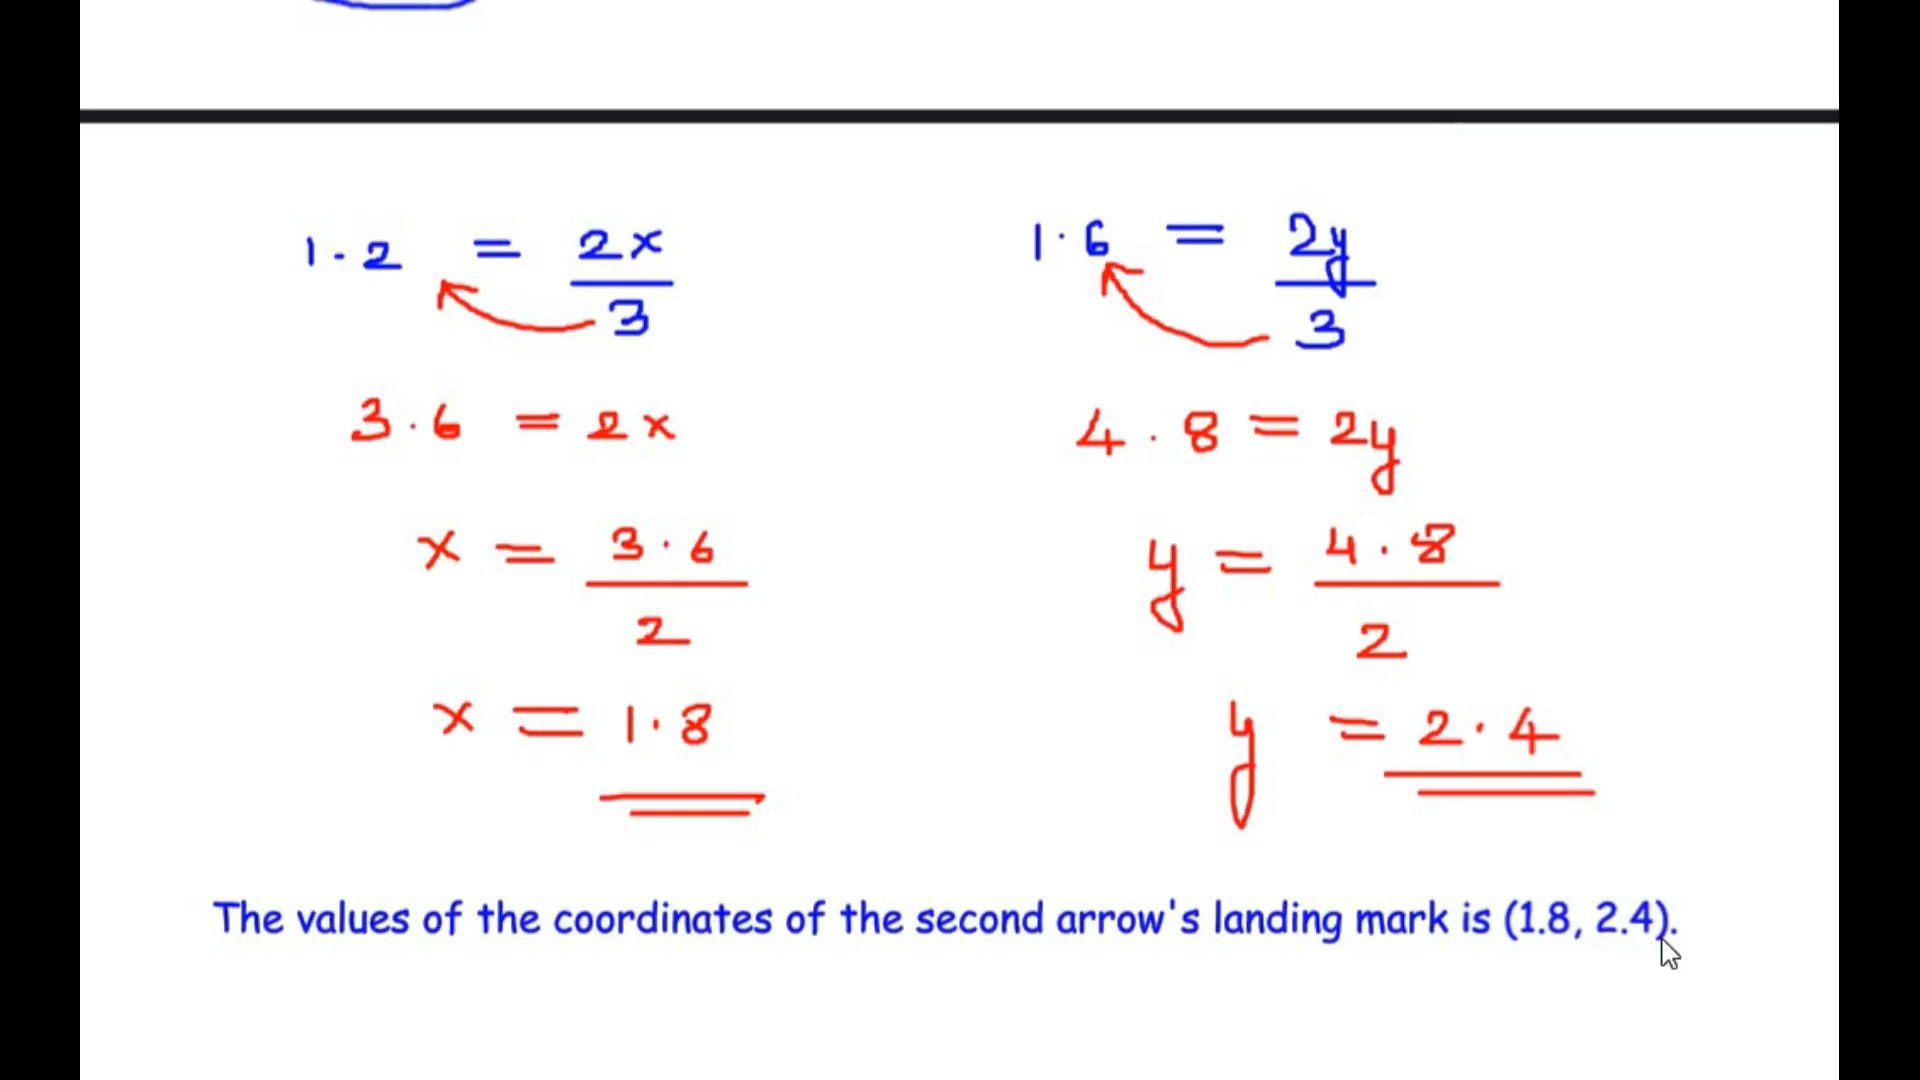 1.2 = 2x/3
3.6 = 2x
x = 3.6/2
x = 1.8
1.6 = 2y/3
4.8 = 2y
y = 4.8/2
y = 2.4
The values of the coordinates of the second arrow's landing mark is (1.8, 2.4).